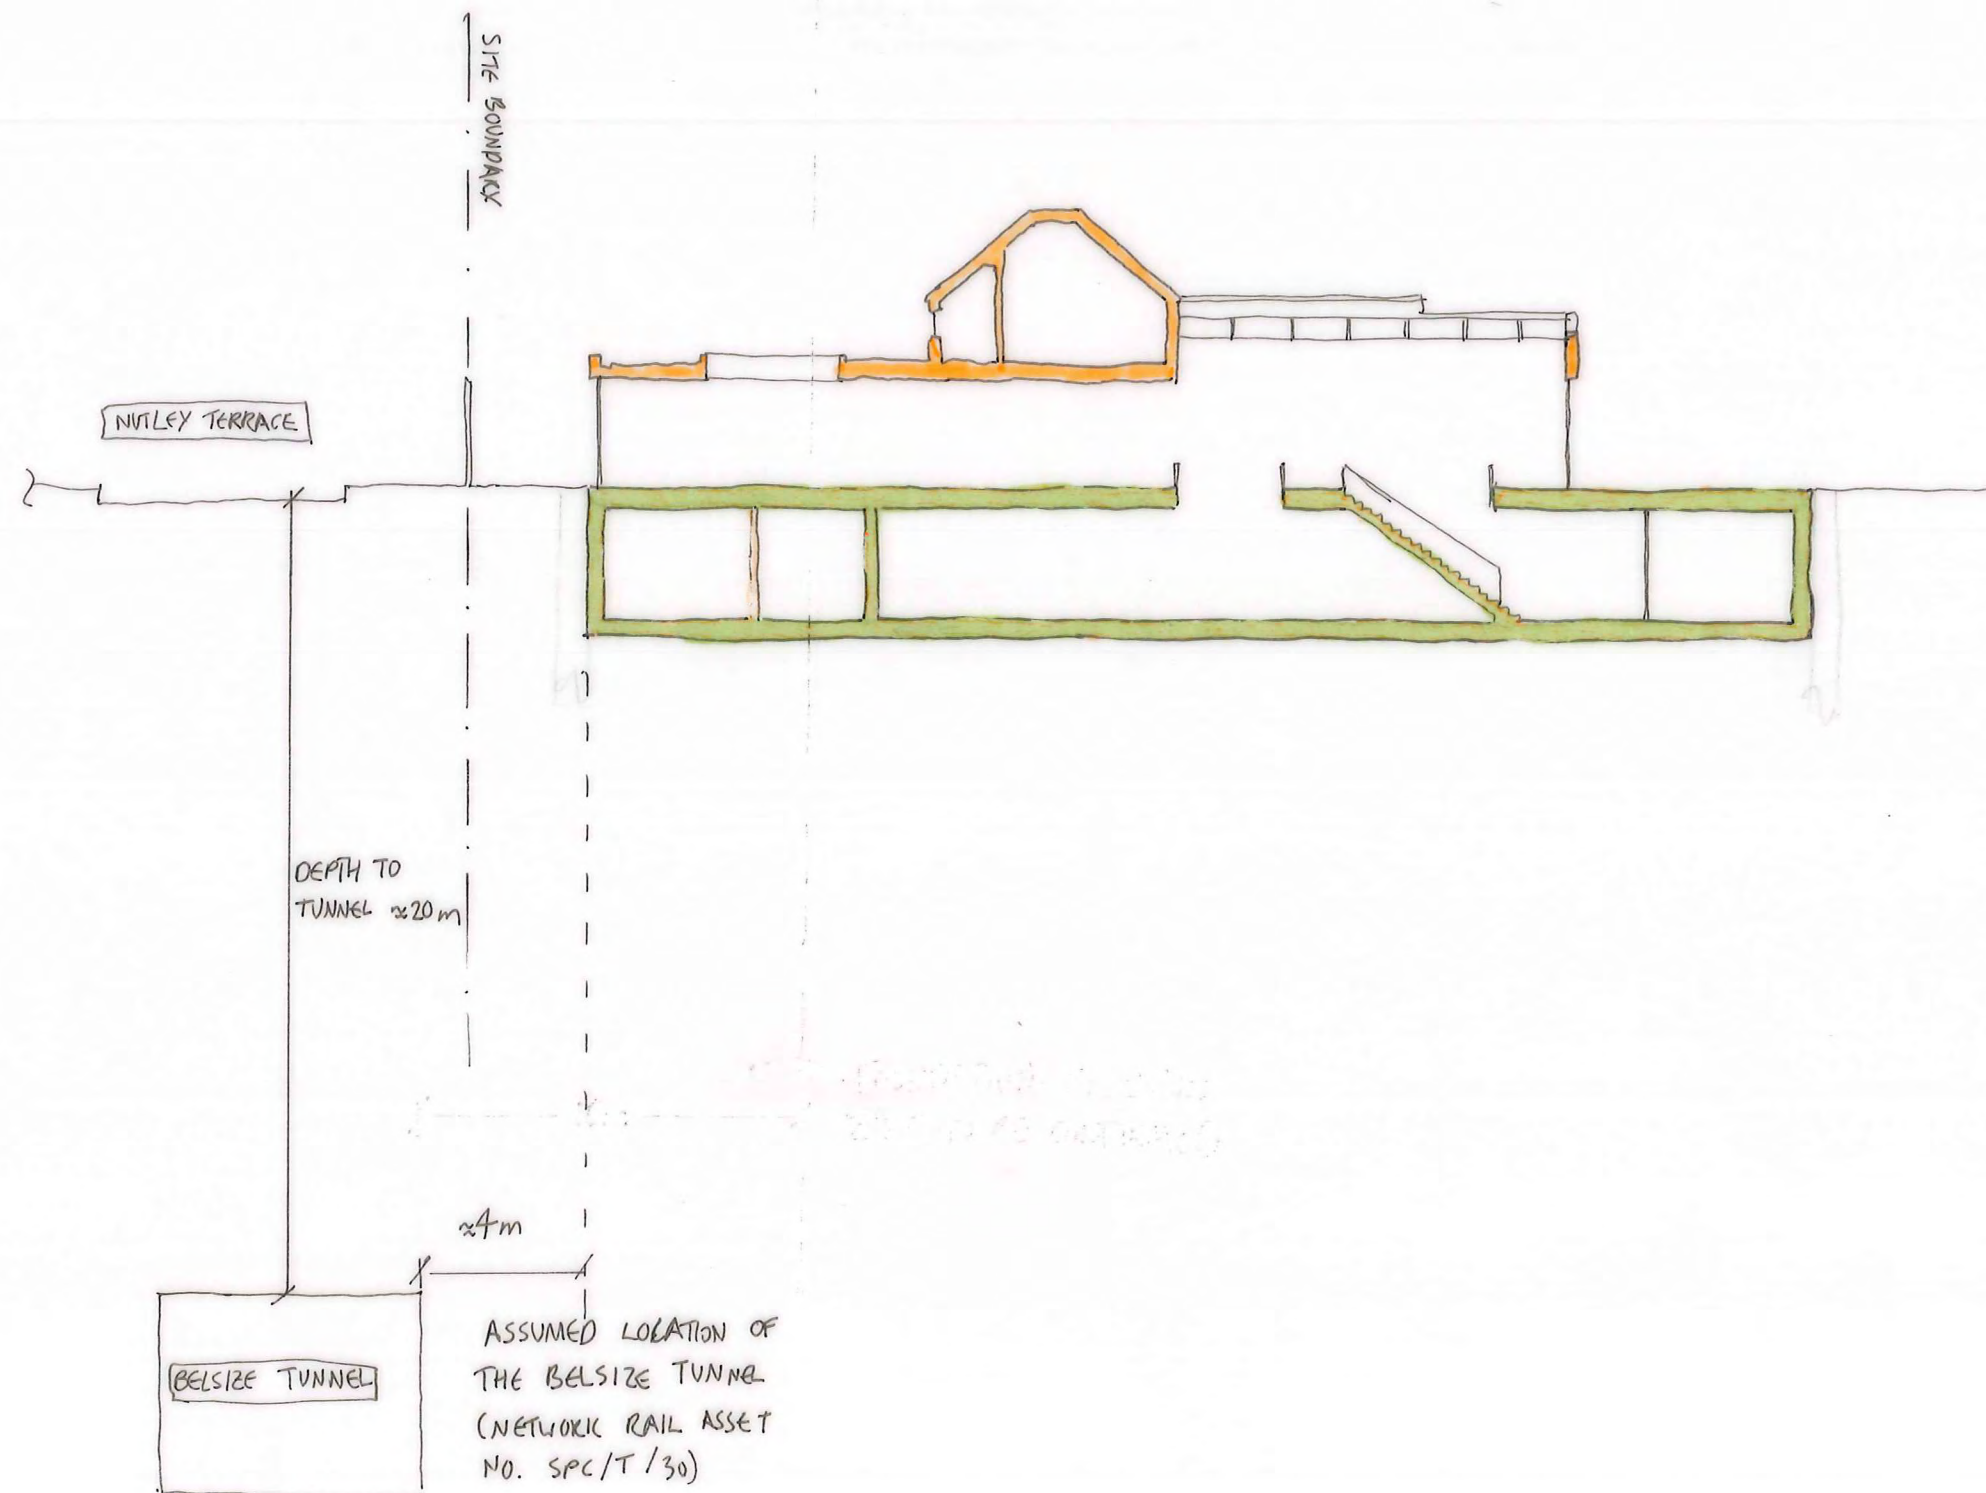 SITE BOUNDARY
NUTLEY TERRACE
DEPTH TO
TUNNEL ≈20m
≈4m
BELSIZE TUNNEL
ASSUMED LOCATION OF
THE BELSIZE TUNNEL
(NETWORK RAIL ASSET
NO. SPC/T/30)